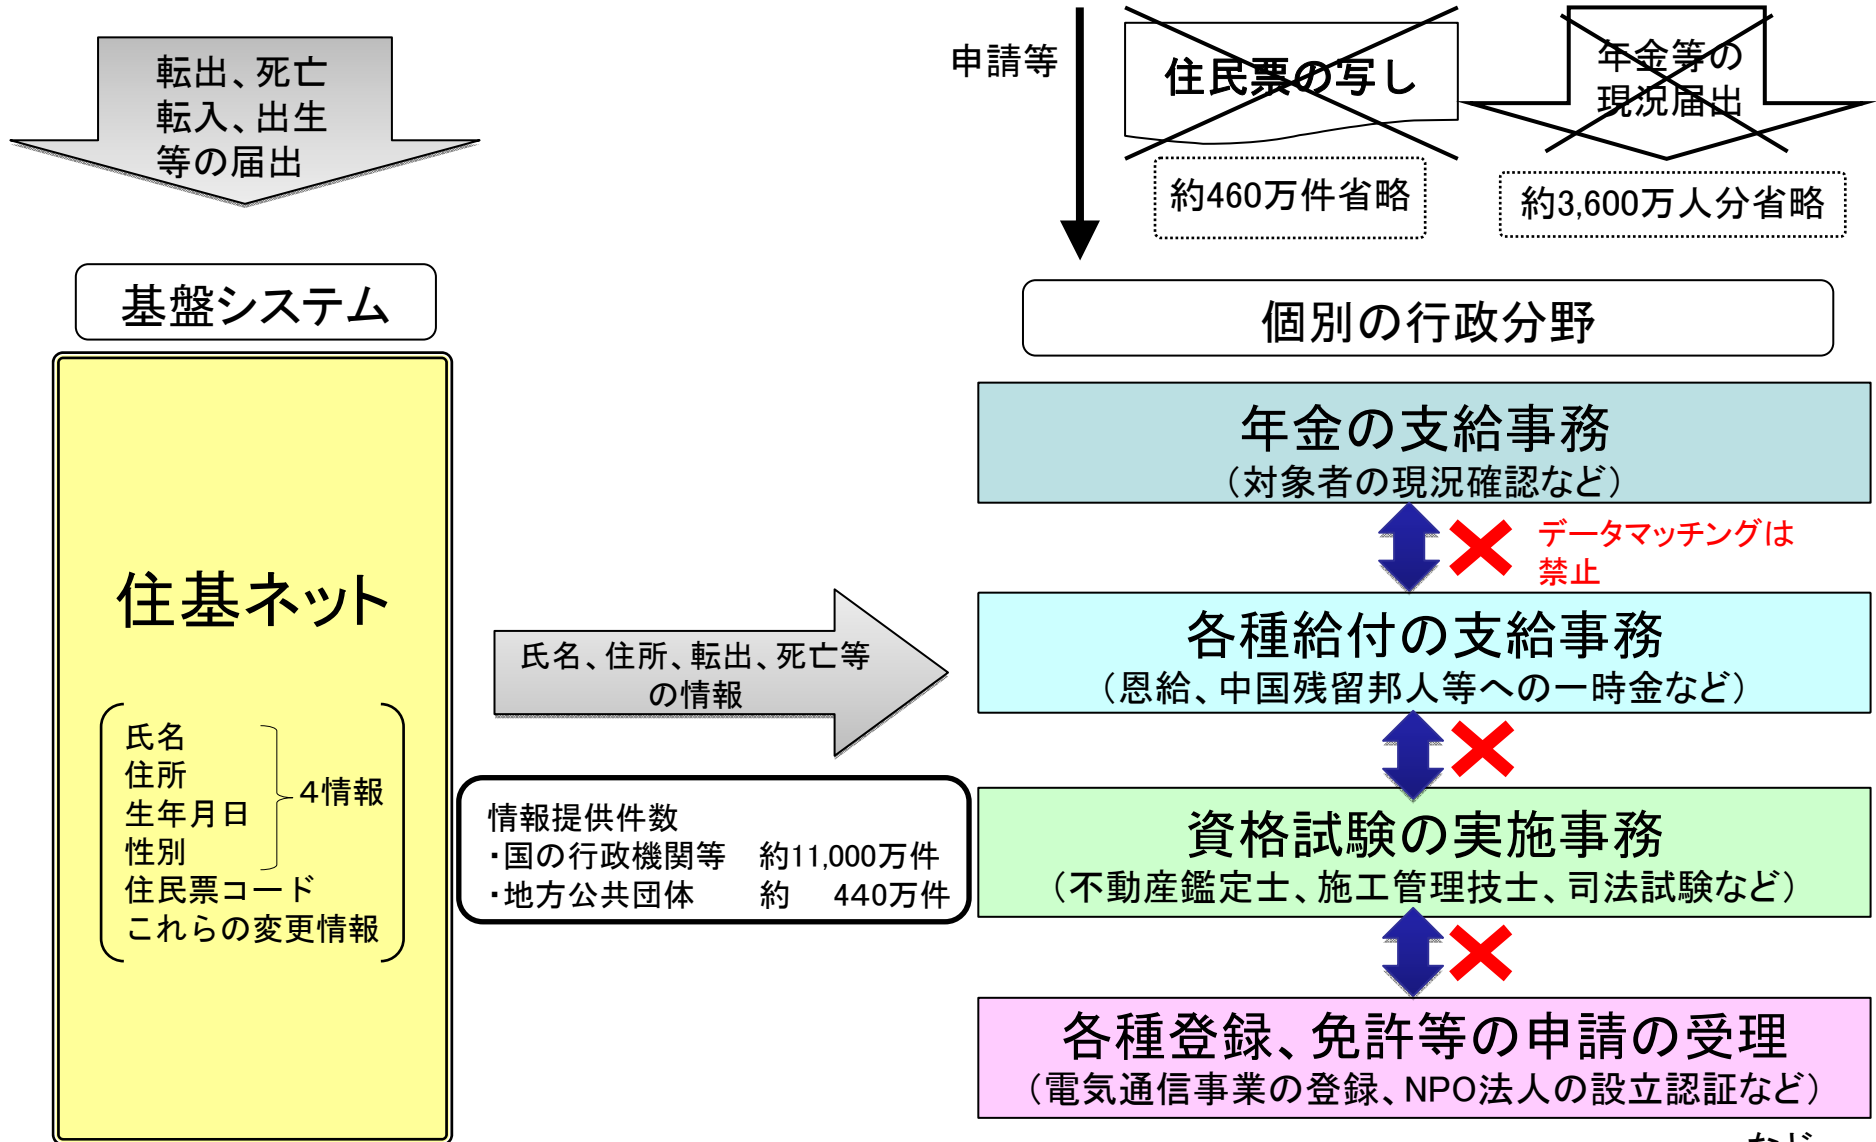 転出、死亡
転入、出生
等の届出
申請等
住民票の写し
年金等の
現況届出
約460万件省略
約3,600万人分省略
基盤システム
個別の行政分野
住基ネット
氏名
住所
生年月日
性別
4情報
住民票コード
これらの変更情報
氏名、住所、転出、死亡等
の情報
情報提供件数
・国の行政機関等　約11,000万件
・地方公共団体　　約　440万件
年金の支給事務
（対象者の現況確認など）
データマッチングは
禁止
各種給付の支給事務
（恩給、中国残留邦人等への一時金など）
資格試験の実施事務
（不動産鑑定士、施工管理技士、司法試験など）
各種登録、免許等の申請の受理
（電気通信事業の登録、NPO法人の設立認証など）
など